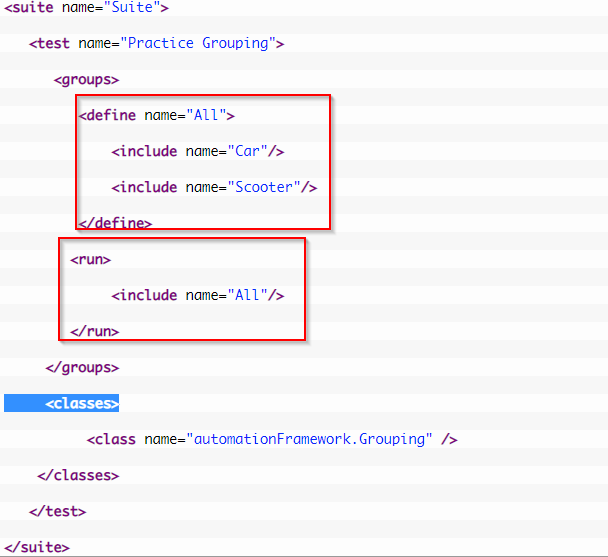 <suite name="Suite">
<test name="Practice Grouping">
<groups>
<define name="All">
<include name="Car"/>
<include name="Scooter"/>
</define>
<run>
<include name="All"/>
</run>
</groups>
<classes>
<class name="automationFramework.Grouping" />
</classes>
</test>
</suite>